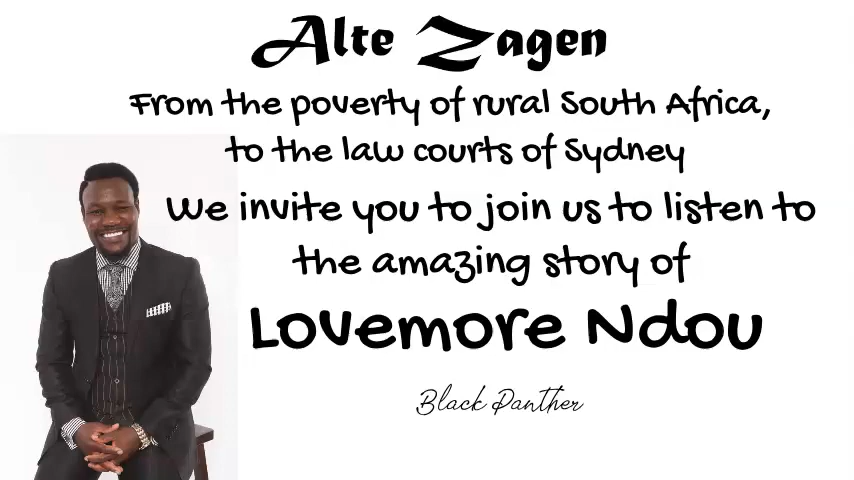 Alte Zagen
From the poverty of rural South Africa,
to the law courts of Sydney
We invite you to join us to listen to
the amazing story of
Lovemore Ndou
Black Panther